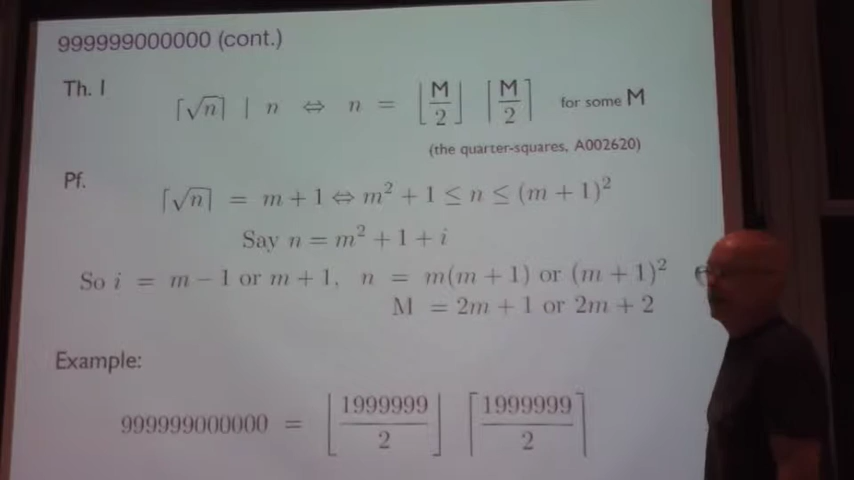 999999000000 (cont.)
Th. I
⌈√n⌉ | n ⇔ n = ⌊M/2⌋ ⌈M/2⌉ for some M
(the quarter-squares, A002620)
Pf.
⌈√n⌉ = m + 1 ⇔ m² + 1 ≤ n ≤ (m + 1)²
Say n = m² + 1 + i
So i = m − 1 or m + 1, n = m(m + 1) or (m + 1)²
M = 2m + 1 or 2m + 2
Example:
999999000000 = ⌊1999999/2⌋ ⌈1999999/2⌉